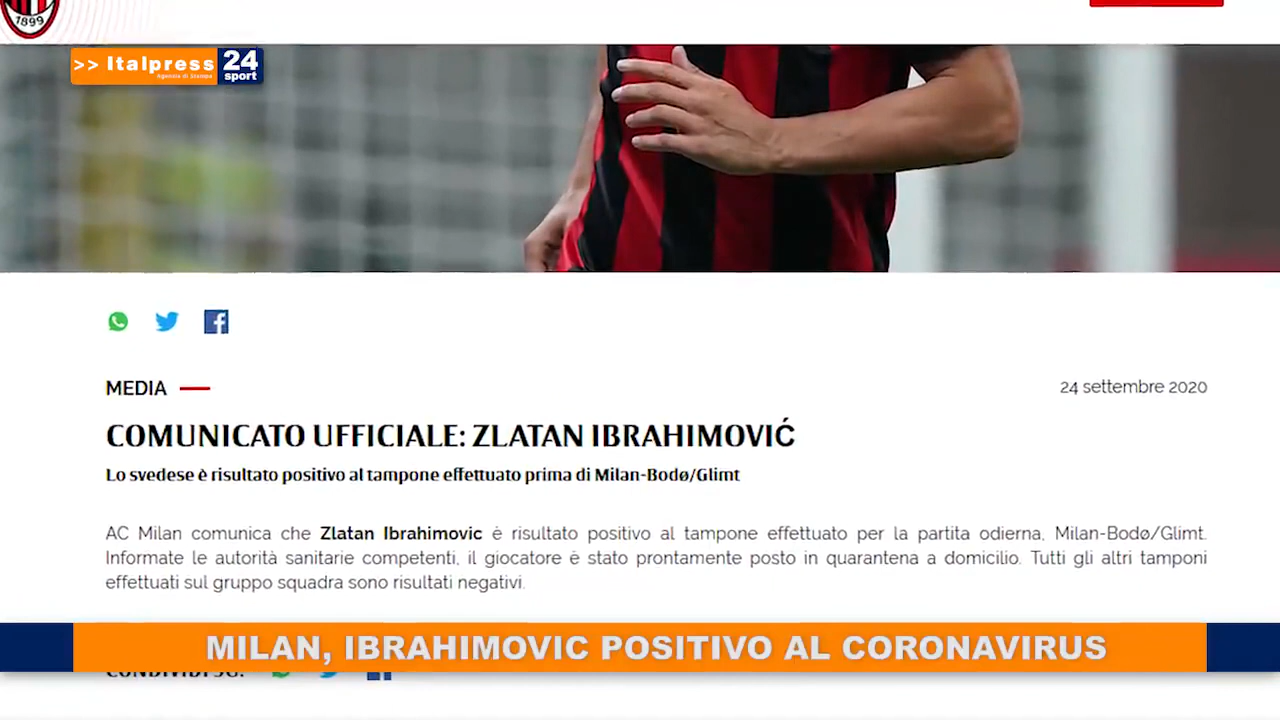 1899
>> Italpress
Agenzia di Stampa
24
sport
MEDIA
24 settembre 2020
COMUNICATO UFFICIALE: ZLATAN IBRAHIMOVIĆ
Lo svedese è risultato positivo al tampone effettuato prima di Milan-Bodø/Glimt
AC Milan comunica che Zlatan Ibrahimovic è risultato positivo al tampone effettuato per la partita odierna, Milan-Bodø/Glimt.
Informate le autorità sanitarie competenti, il giocatore è stato prontamente posto in quarantena a domicilio. Tutti gli altri tamponi
effettuati sul gruppo squadra sono risultati negativi.
MILAN, IBRAHIMOVIC POSITIVO AL CORONAVIRUS